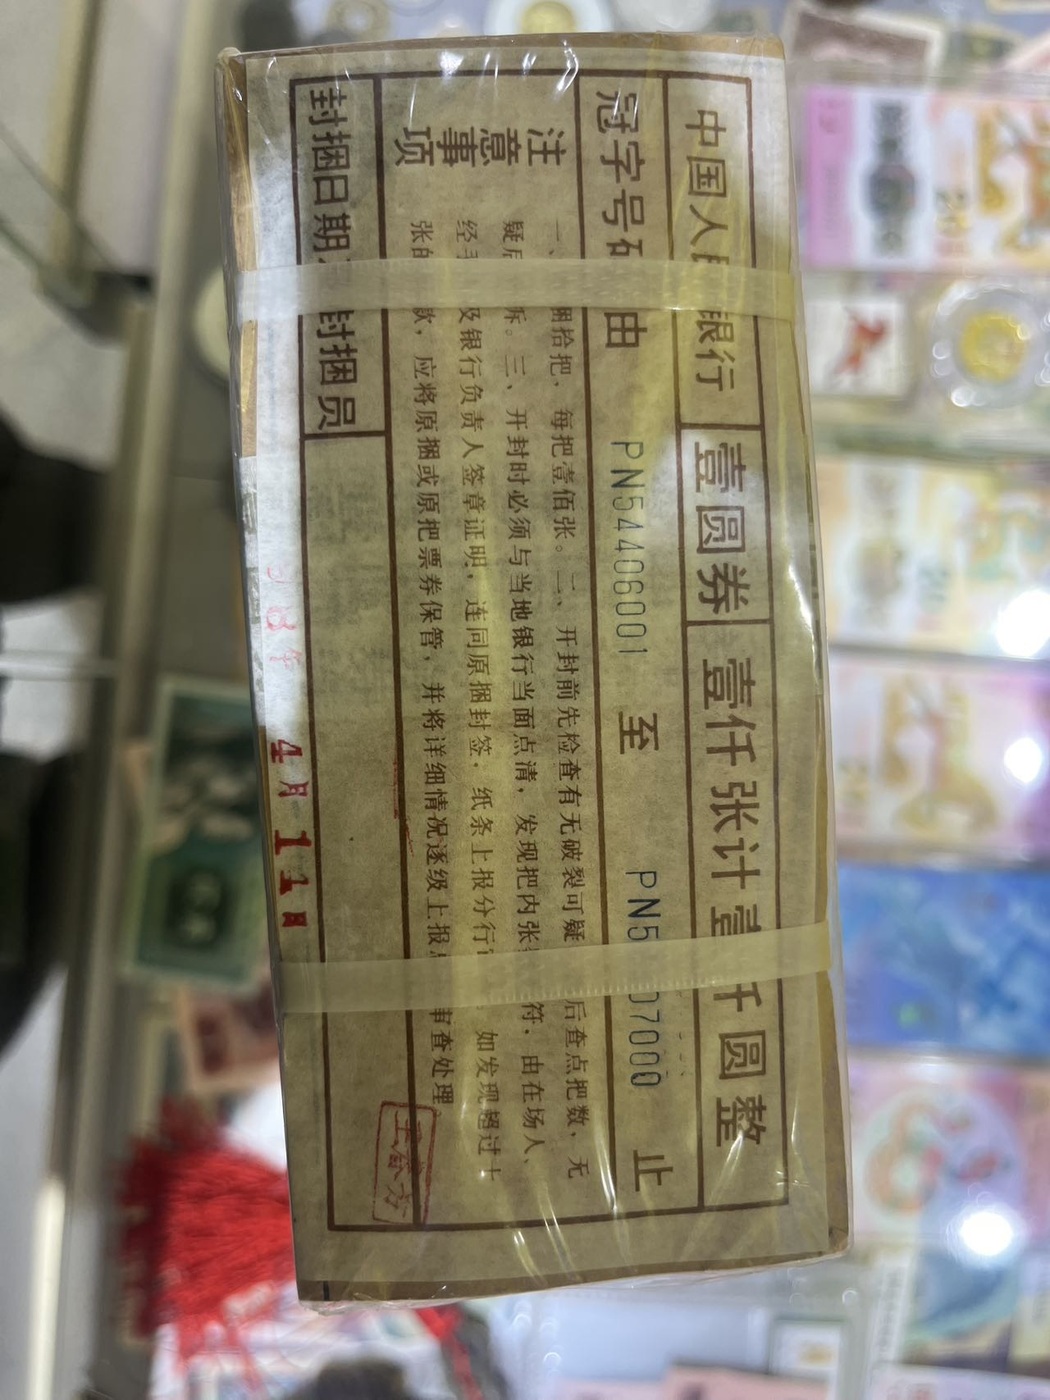 中国人 银行 壹圆券 壹仟张计 壹仟圆整
冠字号 由 PN5440601 至 PN5 07000 止
注意事项
一、 捆拾把，每把壹佰张。二、开封前先检查有无破裂可疑 后查点把数，无
疑后 拆。三、开封时必须与当地银行当面点清，发现把内张 符，由在场人、
经手 及银行负责人签章证明，连同原捆封签，纸条上报分行 如发现超过十
张的 款，应将原捆或原把票券保管，并将详细情况逐级上报 审查处理
封捆日期 封捆员
4月11日